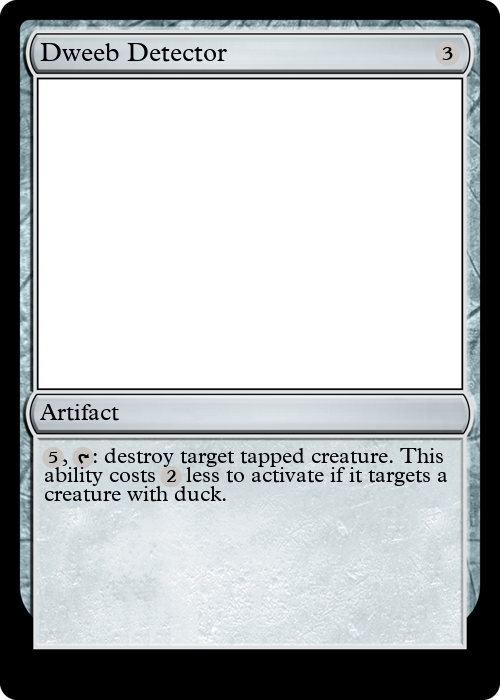 Dweeb Detector 3
Artifact
5, : destroy target tapped creature. This
ability costs 2 less to activate if it targets a
creature with duck.